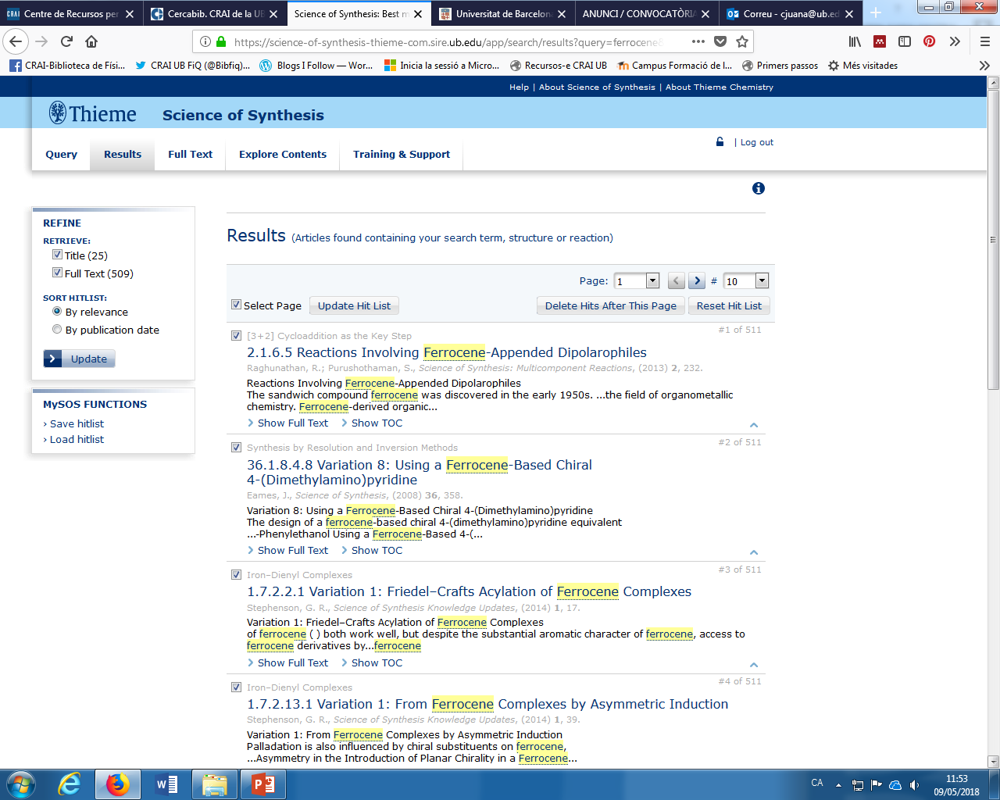 Centre de Recursos per
Cercabib. CRAI de la UB
Science of Synthesis: Best m
Universitat de Barcelona
ANUNCI / CONVOCATÒRIA
Correu - cjuana@ub.ed
https://science-of-synthesis-thieme-com.sire.ub.edu/app/search/results?query=ferrocene
CRAI-Biblioteca de Físi...
CRAI UB FiQ (@Bibfiq)...
Blogs I Follow — Wor...
Inicia la sessió a Micro...
Recursos-e CRAI UB
Campus Formació de l...
Primers passos
Més visitades
Help | About Science of Synthesis | About Thieme Chemistry
Thieme
Science of Synthesis
Query
Results
Full Text
Explore Contents
Training & Support
| Log out
REFINE
RETRIEVE:
Title (25)
Full Text (509)
SORT HITLIST:
By relevance
By publication date
Update
MySOS FUNCTIONS
› Save hitlist
› Load hitlist
Results (Articles found containing your search term, structure or reaction)
Page: 1 # 10
Select Page Update Hit List Delete Hits After This Page Reset Hit List
#1 of 511
[3+2] Cycloaddition as the Key Step
2.1.6.5 Reactions Involving Ferrocene-Appended Dipolarophiles
Raghunathan, R.; Purushothaman, S., Science of Synthesis: Multicomponent Reactions, (2013) 2, 232.
Reactions Involving Ferrocene-Appended Dipolarophiles
The sandwich compound ferrocene was discovered in the early 1950s. ...the field of organometallic
chemistry. Ferrocene-derived organic...
Show Full Text Show TOC
#2 of 511
Synthesis by Resolution and Inversion Methods
36.1.8.4.8 Variation 8: Using a Ferrocene-Based Chiral
4-(Dimethylamino)pyridine
Eames, J., Science of Synthesis, (2008) 36, 358.
Variation 8: Using a Ferrocene-Based Chiral 4-(Dimethylamino)pyridine
The design of a ferrocene-based chiral 4-(dimethylamino)pyridine equivalent
...-Phenylethanol Using a Ferrocene-Based 4-(...
Show Full Text Show TOC
#3 of 511
Iron–Dienyl Complexes
1.7.2.2.1 Variation 1: Friedel–Crafts Acylation of Ferrocene Complexes
Stephenson, G. R., Science of Synthesis Knowledge Updates, (2014) 1, 17.
Variation 1: Friedel–Crafts Acylation of Ferrocene Complexes
of ferrocene ( ) both work well, but despite the substantial aromatic character of ferrocene, access to
ferrocene derivatives by...ferrocene
Show Full Text Show TOC
#4 of 511
Iron–Dienyl Complexes
1.7.2.13.1 Variation 1: From Ferrocene Complexes by Asymmetric Induction
Stephenson, G. R., Science of Synthesis Knowledge Updates, (2014) 1, 39.
Variation 1: From Ferrocene Complexes by Asymmetric Induction
Palladation is also influenced by chiral substituents on ferrocene,
...Asymmetry in the Introduction of Planar Chirality in a Ferrocene...
CA
11:53
09/05/2018